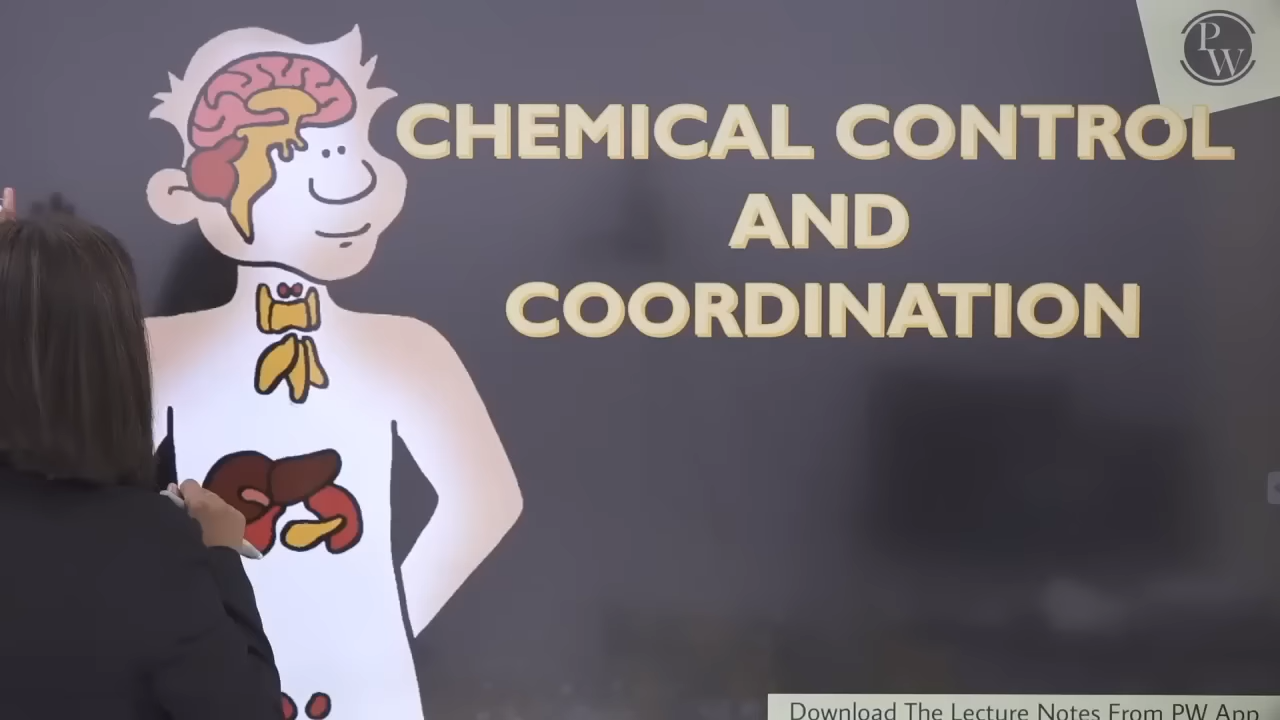 PW
CHEMICAL CONTROL
AND
COORDINATION
Download The Lecture Notes From PW App